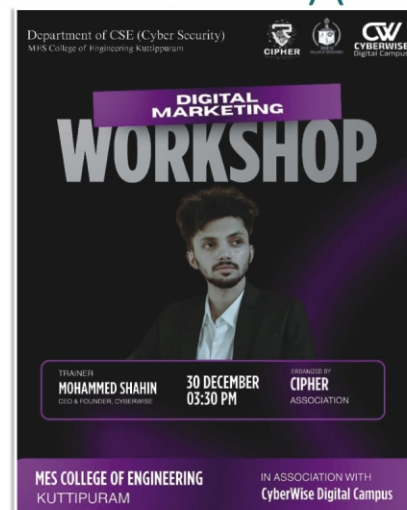 Department of CSE (Cyber Security)
MES College of Engineering Kuttippuram
CIPHER
CW
CYBERWISE
Digital Campus
DIGITAL
MARKETING
WORKSHOP
TRAINER
MOHAMMED SHAHIN
CEO & FOUNDER, CYBERWISE
30 DECEMBER
03:30 PM
ORGANIZED BY
CIPHER
ASSOCIATION
MES COLLEGE OF ENGINEERING
KUTTIPURAM
IN ASSOCIATION WITH
CyberWise Digital Campus